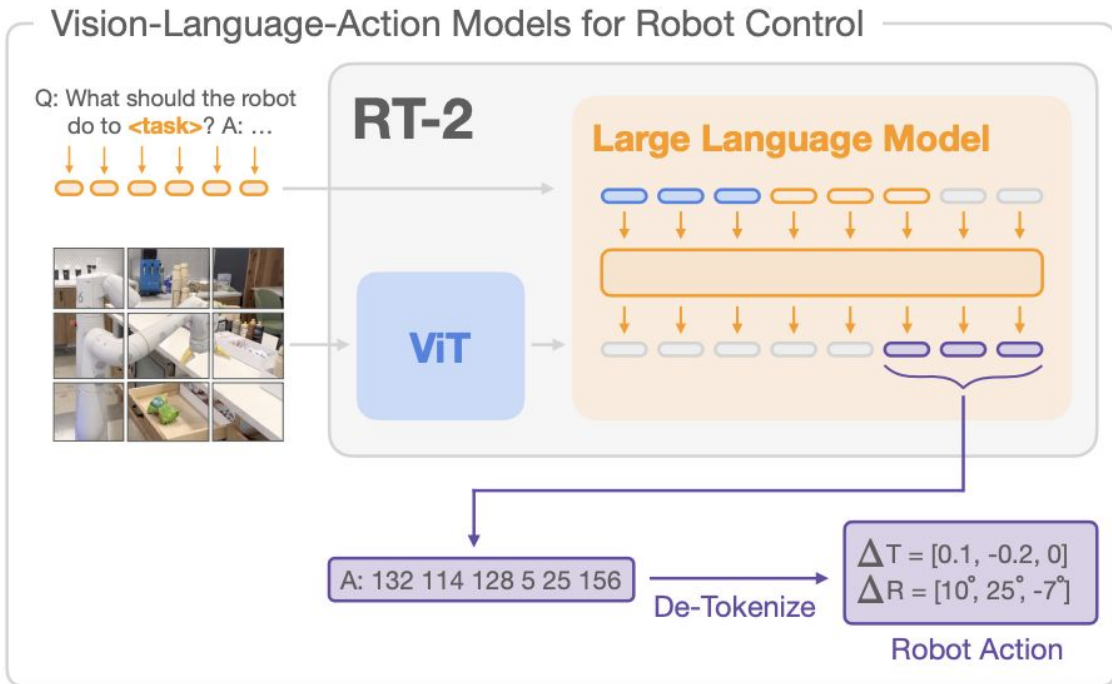 Vision-Language-Action Models for Robot Control
Q: What should the robot
do to <task>? A: …
RT-2
Large Language Model
ViT
A: 132 114 128 5 25 156
De-Tokenize
Δ T = [0.1, -0.2, 0]
Δ R = [10°, 25°, -7°]
Robot Action